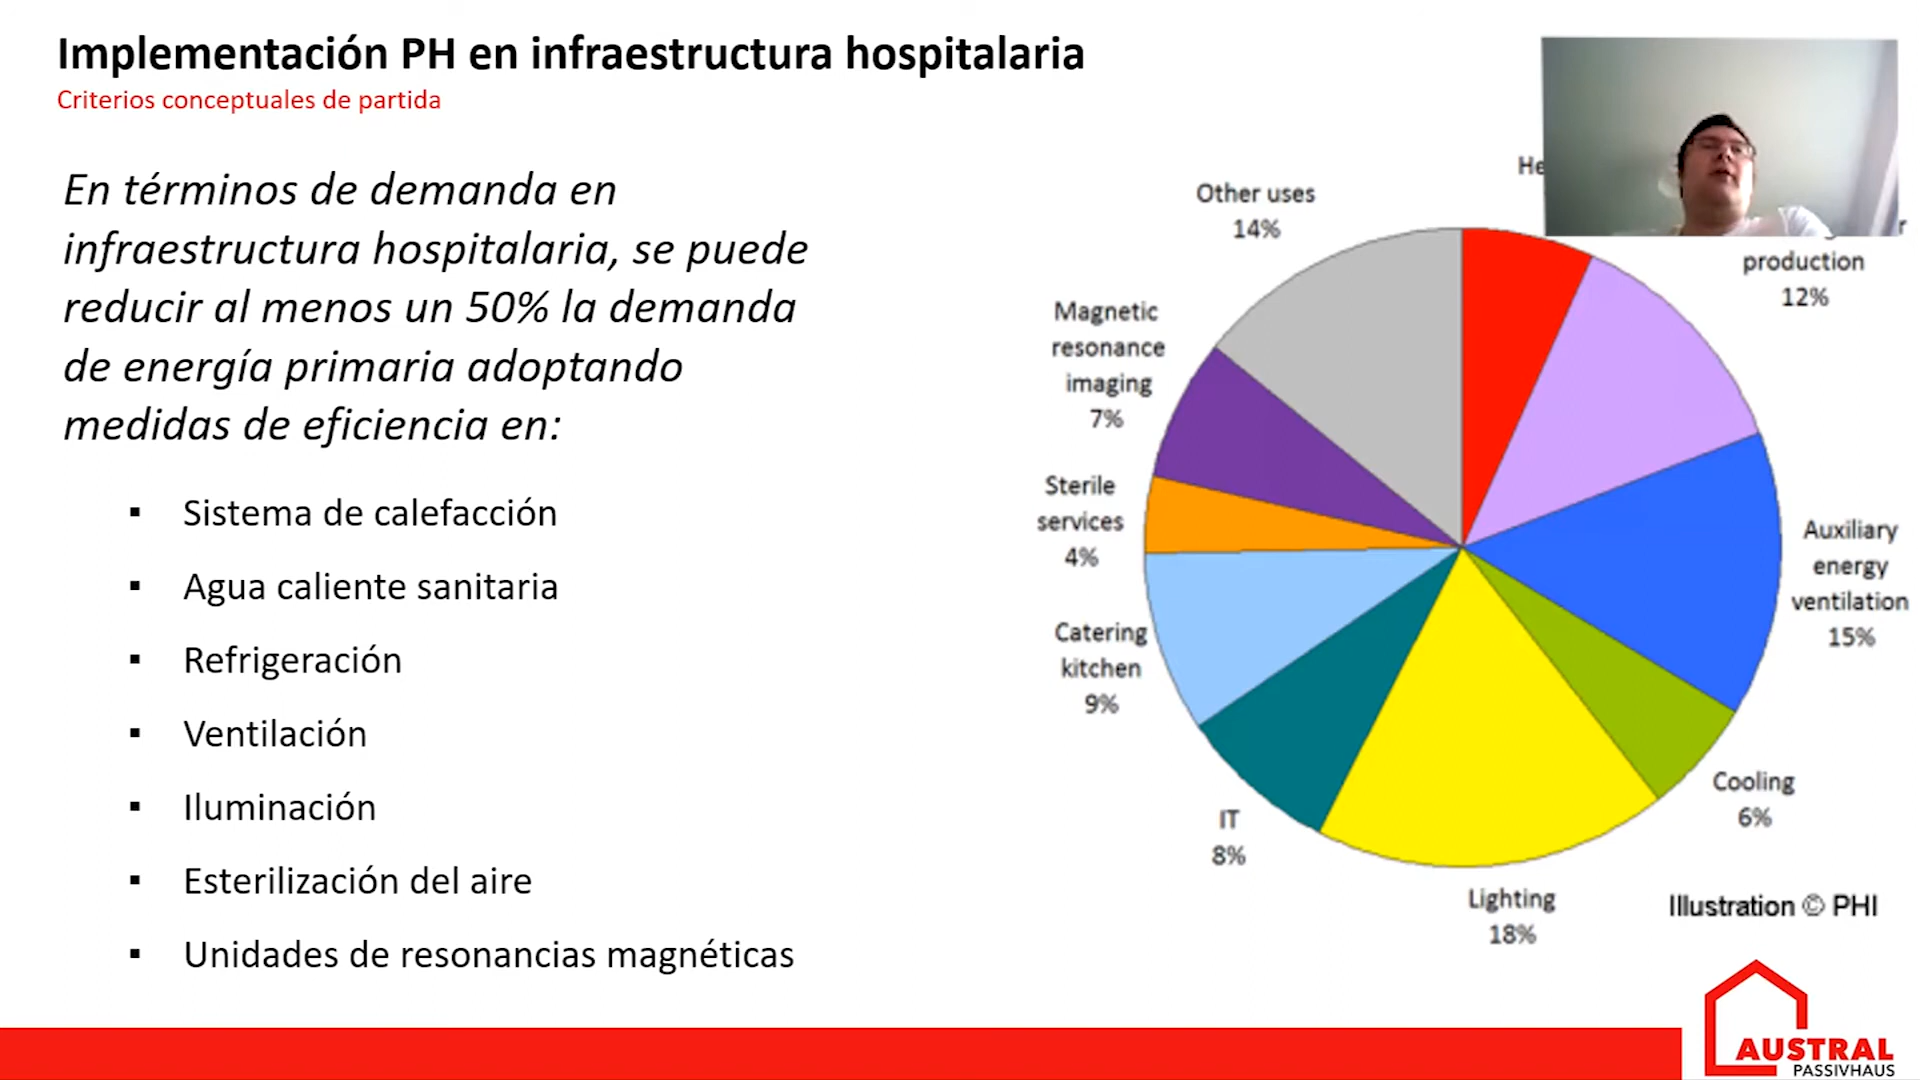 Implementación PH en infraestructura hospitalaria
Criterios conceptuales de partida
En términos de demanda en
infraestructura hospitalaria, se puede
reducir al menos un 50% la demanda
de energía primaria adoptando
medidas de eficiencia en:
▪ Sistema de calefacción
▪ Agua caliente sanitaria
▪ Refrigeración
▪ Ventilación
▪ Iluminación
▪ Esterilización del aire
▪ Unidades de resonancias magnéticas
Other uses
14%
production
12%
Magnetic
resonance
imaging
7%
Sterile
services
4%
Auxiliary
energy
ventilation
15%
Catering
kitchen
9%
Cooling
6%
IT
8%
Lighting
18%
Illustration © PHI
AUSTRAL
PASSIVHAUS